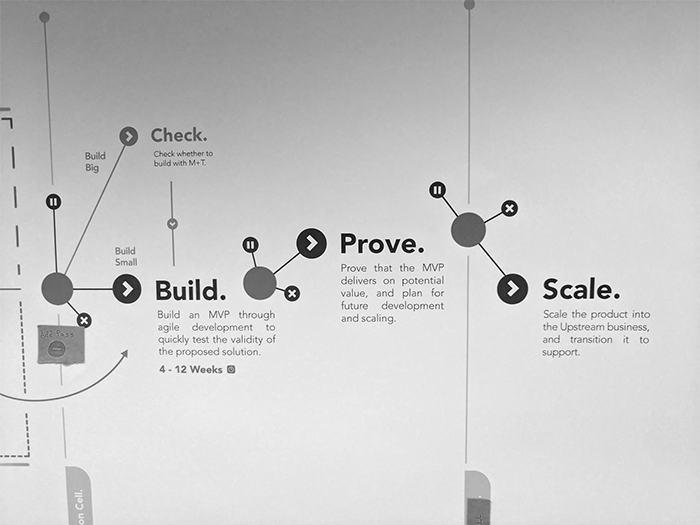 Build
Big
Check.
Check whether to
build with M+T.
Build
Small
Build.
Build an MVP through
agile development to
quickly test the validity of
the proposed solution.
4 - 12 Weeks
Prove.
Prove that the MVP
delivers on potential
value, and plan for
future development
and scaling.
Scale.
Scale the product into
the Upstream business,
and transition it to
support.
Cell.